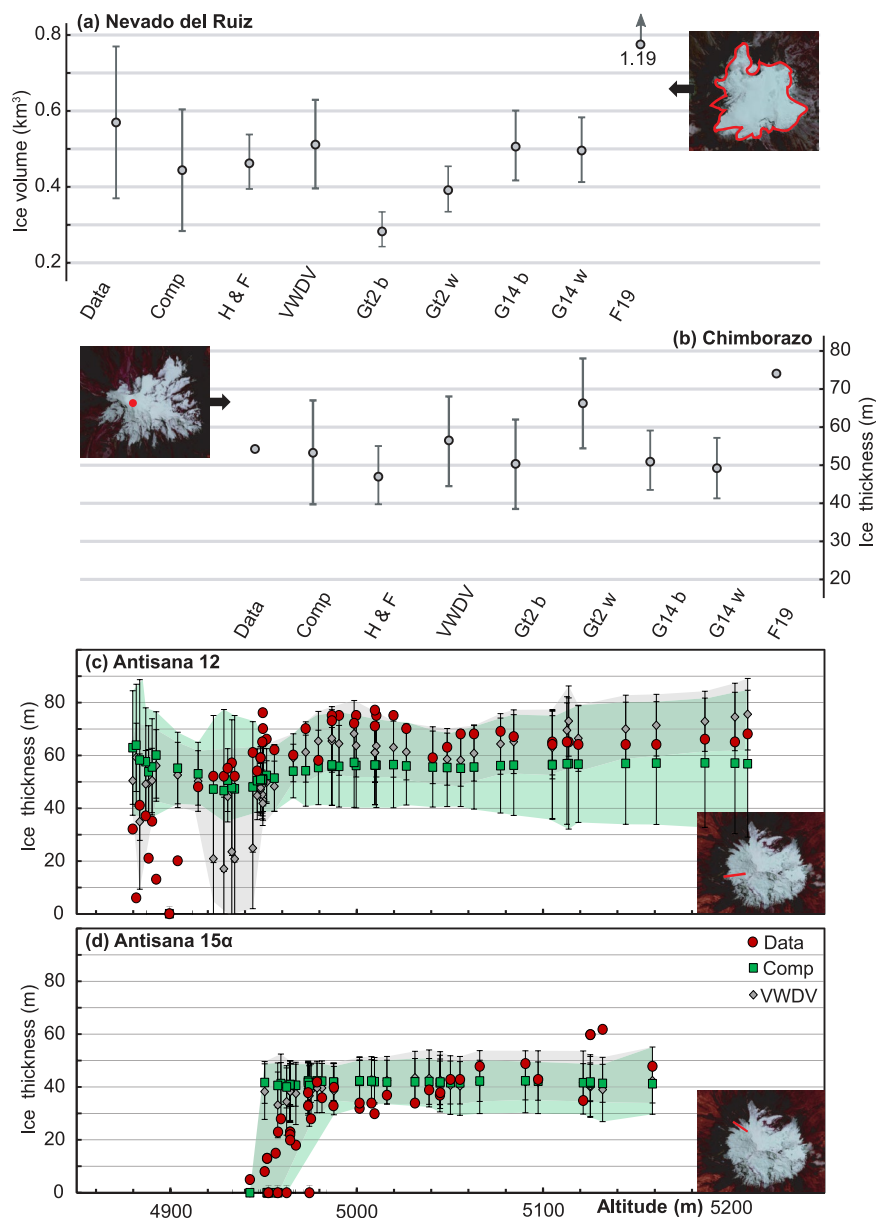 (a) Nevado del Ruiz
Ice volume (km³)
0.8
0.6
0.4
0.2
1.19
Data
Comp
H & F
VWDV
Gt2 b
Gt2 w
G14 b
G14 w
F19
(b) Chimborazo
Ice thickness (m)
80
70
60
50
40
30
20
Data
Comp
H & F
VWDV
Gt2 b
Gt2 w
G14 b
G14 w
F19
(c) Antisana 12
Ice thickness (m)
80
60
40
20
0
(d) Antisana 15α
Data
Comp
VWDV
Ice thickness (m)
80
60
40
20
0
4900
5000
5100
Altitude (m)
5200